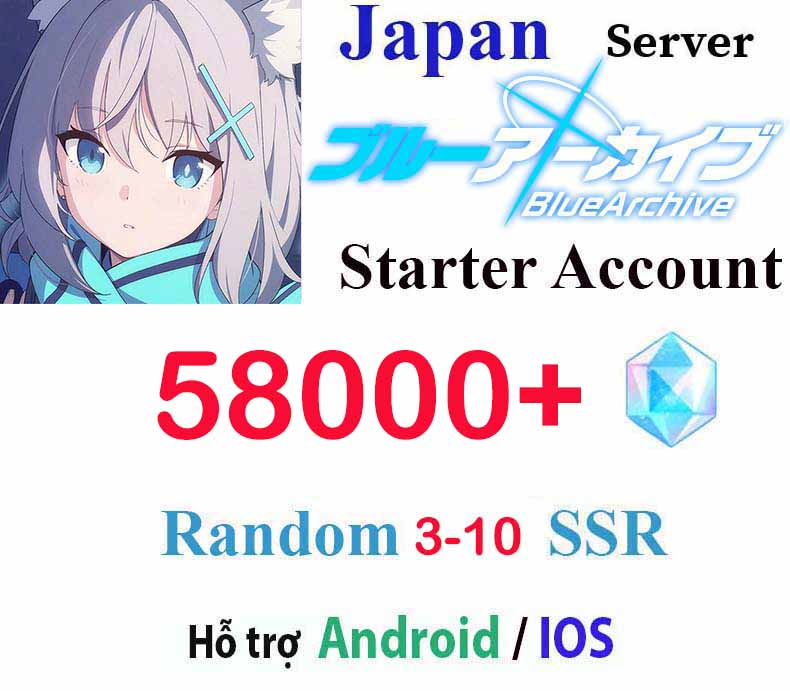 Japan Server
ブルーアーカイブ
BlueArchive
Starter Account
58000+
Random 3-10 SSR
Hỗ trợ Android / IOS